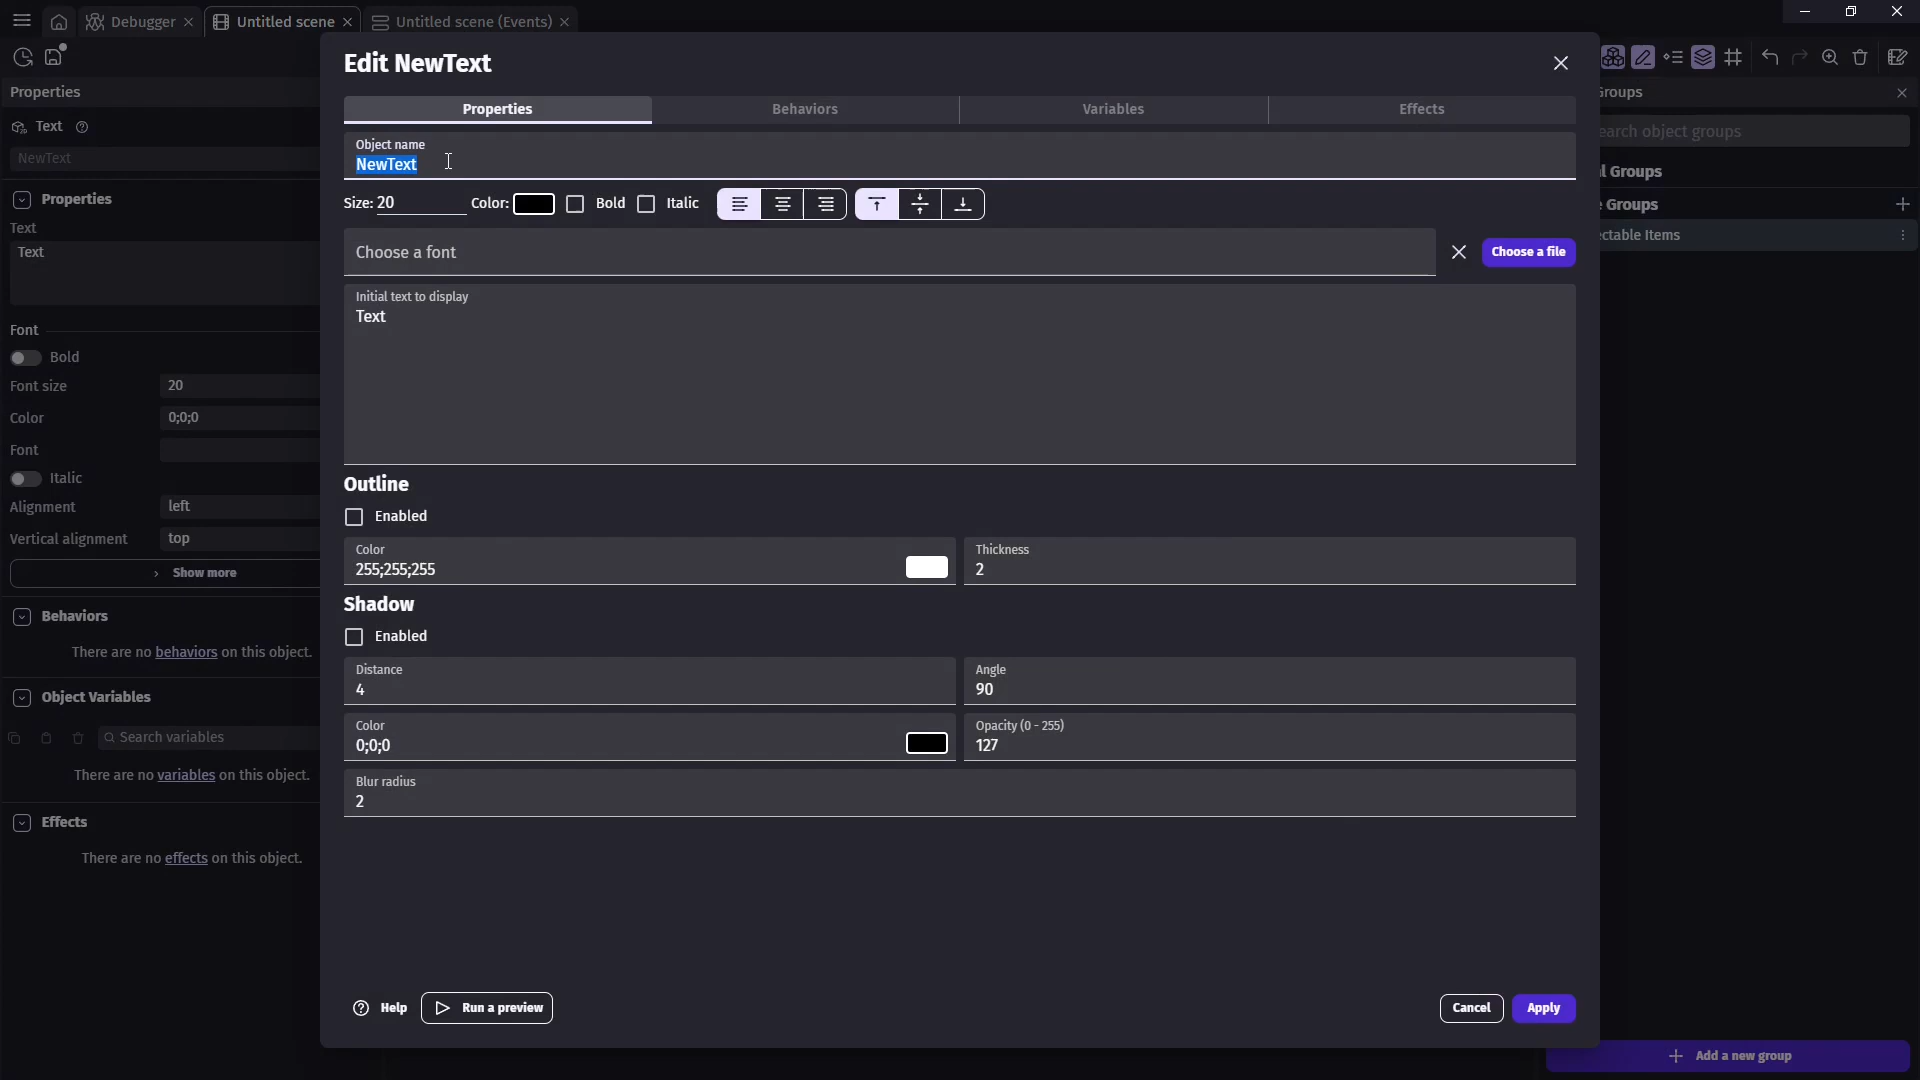 Debugger
Untitled scene
Untitled scene (Events)
Properties
Text
NewText
Properties
Text
Text
Font
Bold
Font size
20
Color
0;0;0
Font
Italic
Alignment
left
Vertical alignment
top
Show more
Behaviors
There are no behaviors on this object.
Object Variables
Search variables
There are no variables on this object.
Effects
There are no effects on this object.
Edit NewText
Properties
Behaviors
Variables
Effects
Object name
NewText
Size: 20
Color:
Bold
Italic
Choose a font
Choose a file
Initial text to display
Text
Outline
Enabled
Color
255;255;255
Thickness
2
Shadow
Enabled
Distance
4
Angle
90
Color
0;0;0
Opacity (0 - 255)
127
Blur radius
2
Help
Run a preview
Cancel
Apply
Groups
earch object groups
l Groups
e Groups
ectable Items
Add a new group